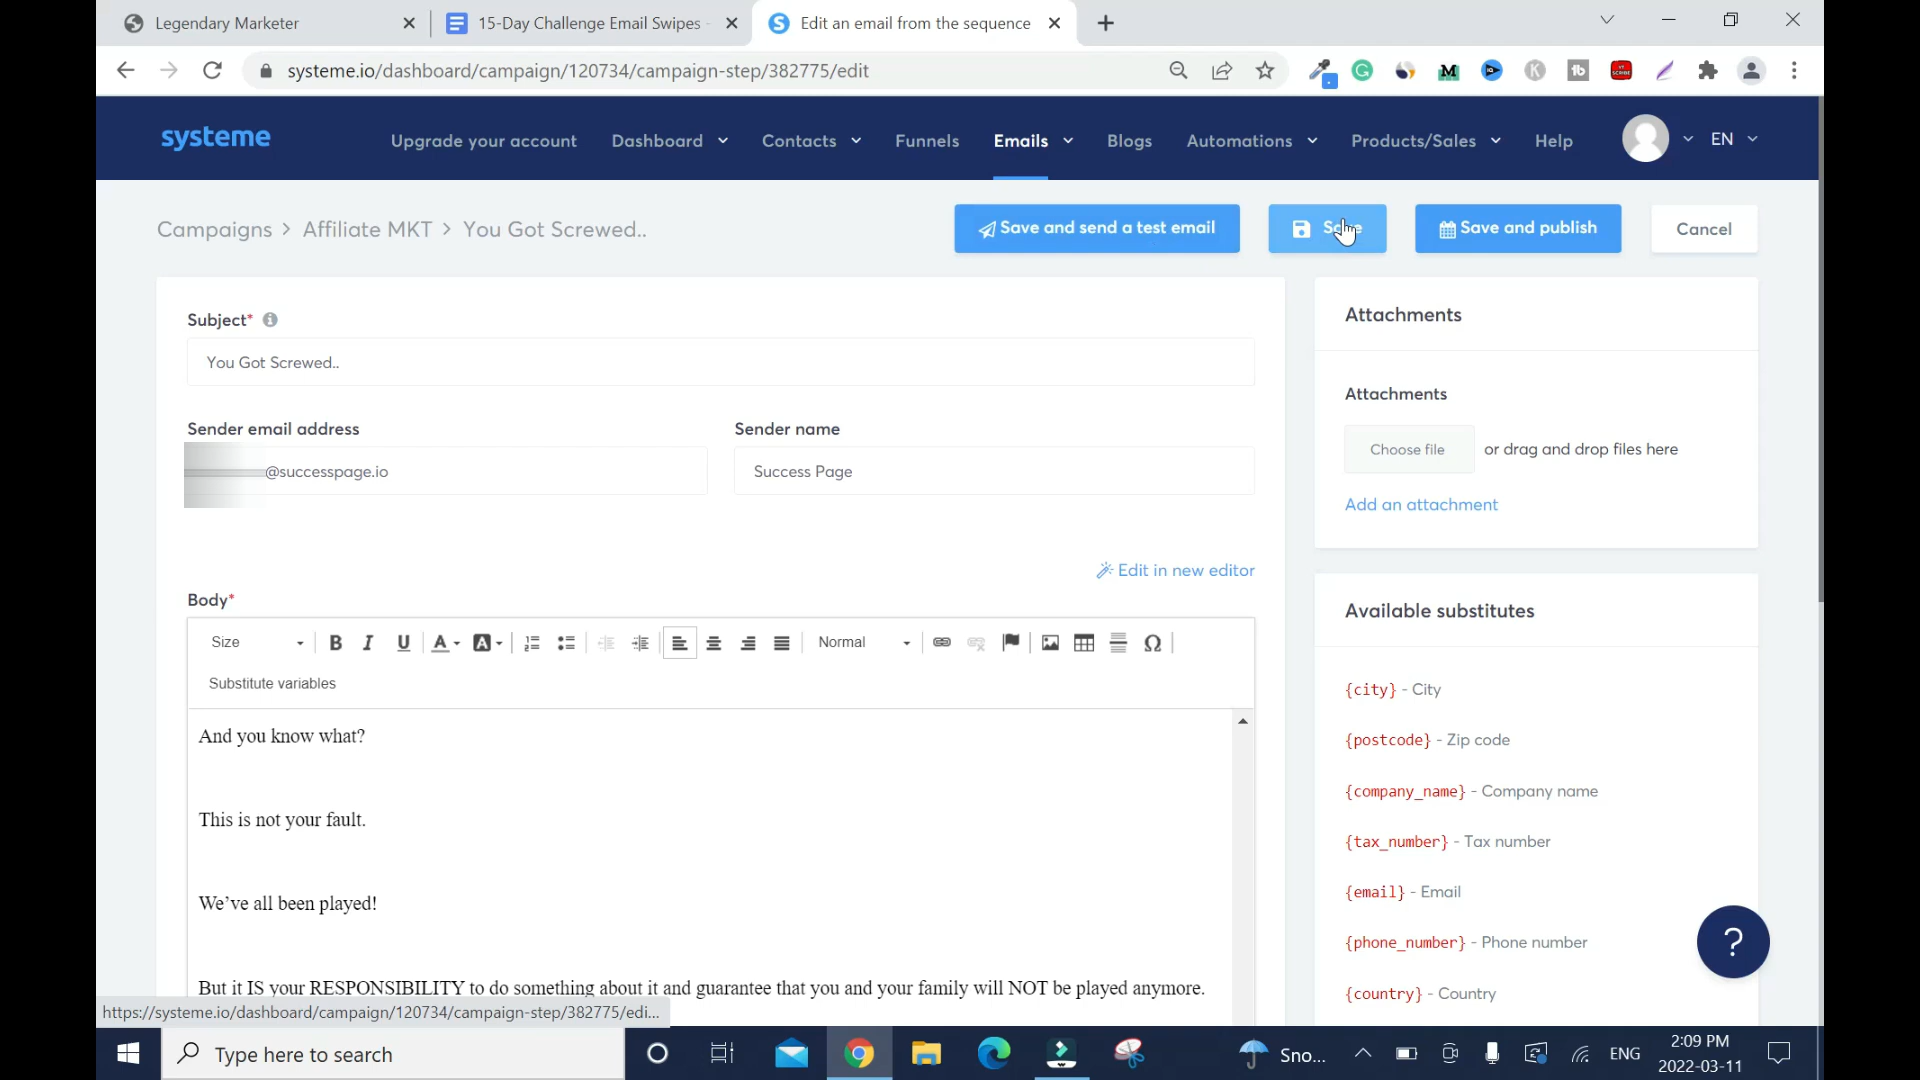 Legendary Marketer
15-Day Challenge Email Swipes -
Edit an email from the sequence
systeme.io/dashboard/campaign/120734/campaign-step/382775/edit
systeme
Upgrade your account
Dashboard
Contacts
Funnels
Emails
Blogs
Automations
Products/Sales
Help
EN
Campaigns > Affiliate MKT > You Got Screwed..
Save and send a test email
Save and publish
Cancel
Subject*
You Got Screwed..
Sender email address
Sender name
@successpage.io
Success Page
Edit in new editor
Body*
Size
B I U
Normal
Substitute variables
And you know what?
This is not your fault.
We've all been played!
But it IS your RESPONSIBILITY to do something about it and guarantee that you and your family will NOT be played anymore.
Attachments
Attachments
Choose file
or drag and drop files here
Add an attachment
Available substitutes
{city} - City
{postcode} - Zip code
{company_name} - Company name
{tax_number} - Tax number
{email} - Email
{phone_number} - Phone number
{country} - Country
?
https://systeme.io/dashboard/campaign/120734/campaign-step/382775/edi...
Type here to search
Sno...
ENG
2:09 PM
2022-03-11